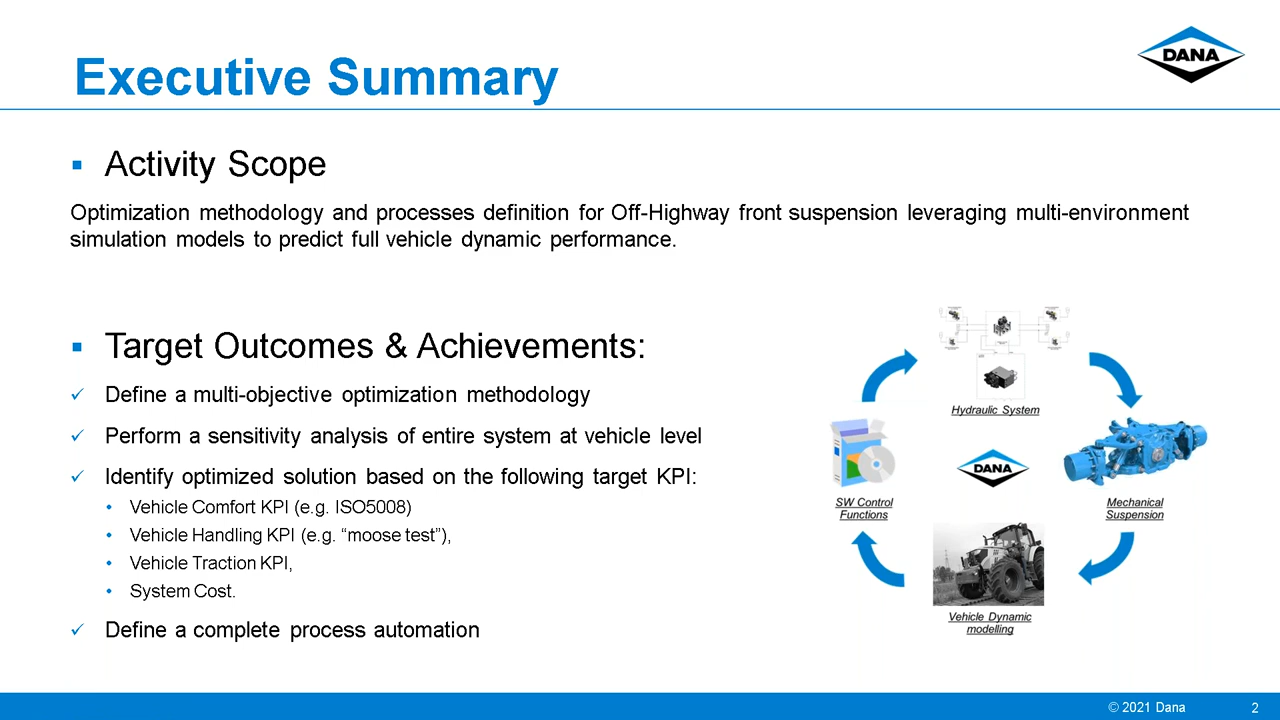 Executive Summary
DANA
Activity Scope
Optimization methodology and processes definition for Off-Highway front suspension leveraging multi-environment
simulation models to predict full vehicle dynamic performance.
Target Outcomes & Achievements:
Define a multi-objective optimization methodology
Perform a sensitivity analysis of entire system at vehicle level
Identify optimized solution based on the following target KPI:
Vehicle Comfort KPI (e.g. ISO5008)
Vehicle Handling KPI (e.g. “moose test”),
Vehicle Traction KPI,
System Cost.
Define a complete process automation
Hydraulic System
DANA
SW Control
Functions
Mechanical
Suspension
Vehicle Dynamic
modelling
© 2021 Dana
2